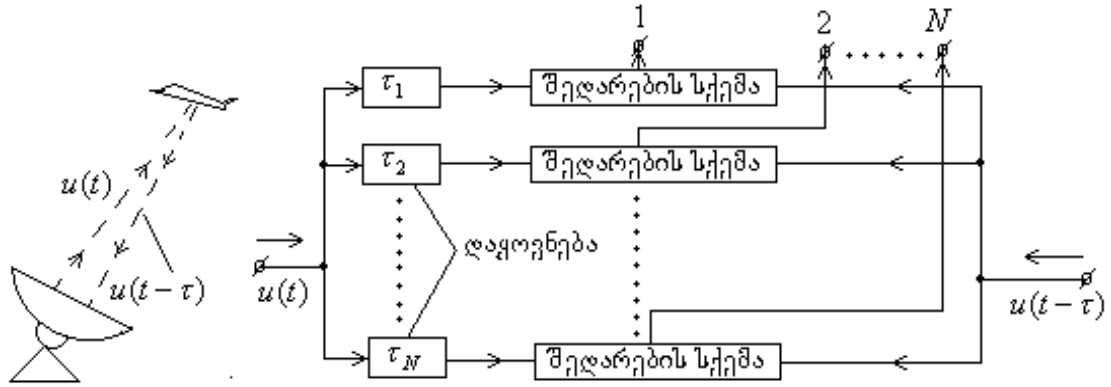 1
2
N
τ1
შედარების სქემა
τ2
შედარების სქემა
u(t)
დაყოვნება
u(t−τ)
u(t)
u(t−τ)
τN
შედარების სქემა